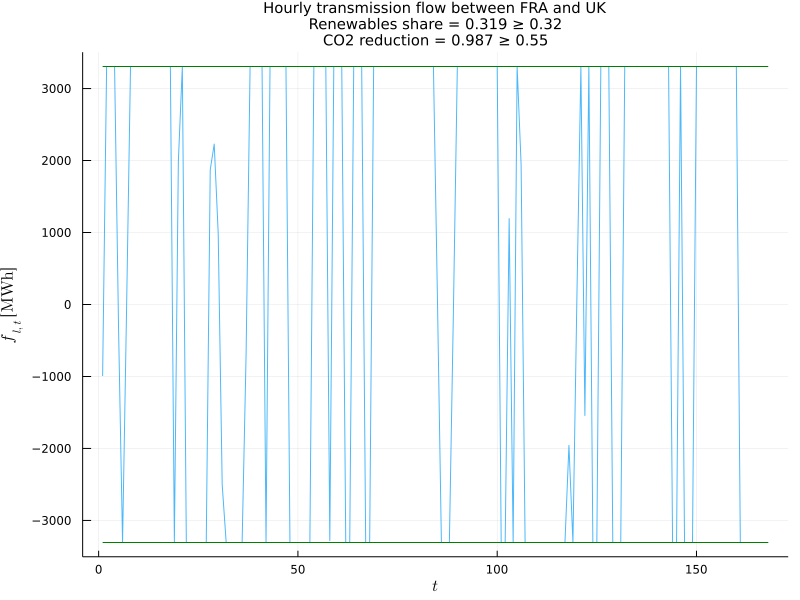 Hourly transmission flow between FRA and UK
Renewables share = 0.319 ≥ 0.32
CO2 reduction = 0.987 ≥ 0.55
3000
2000
1000
0
−1000
−2000
−3000
f_{l,t} [MWh]
0 50 100 150
t